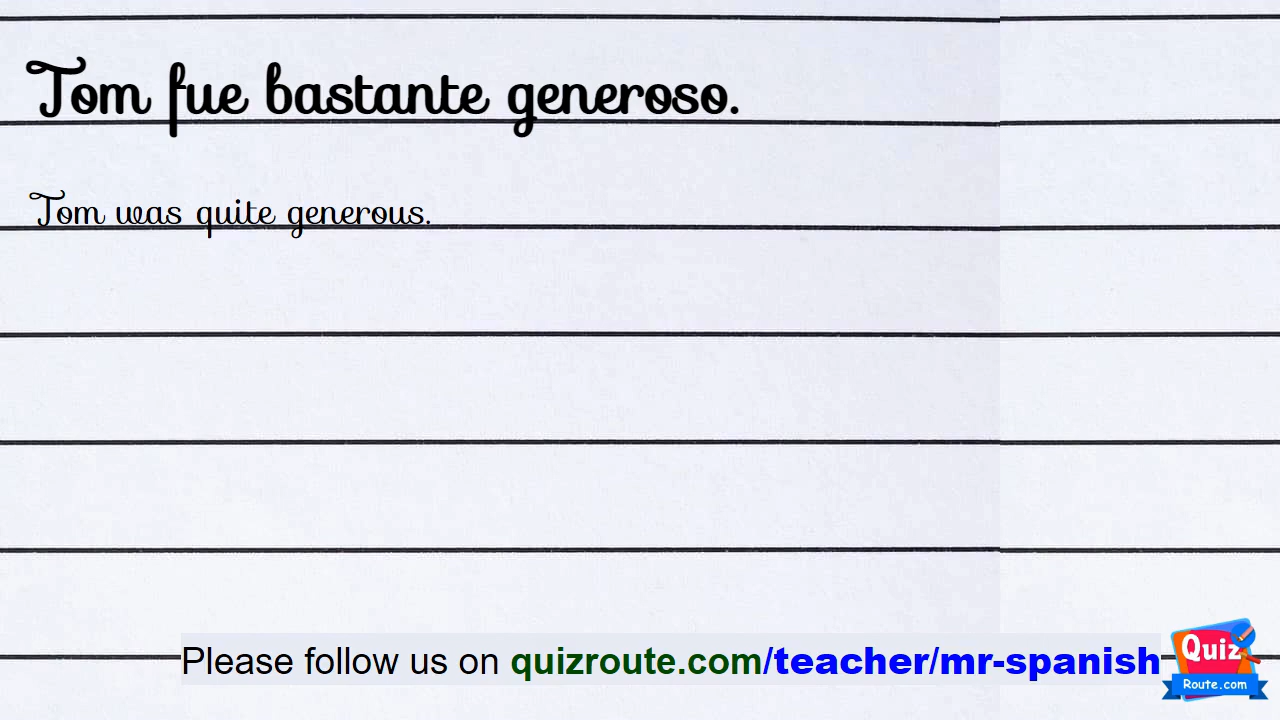 Tom fue bastante generoso.
Tom was quite generous.
Please follow us on quizroute.com/teacher/mr-spanish
Quiz
Route.com